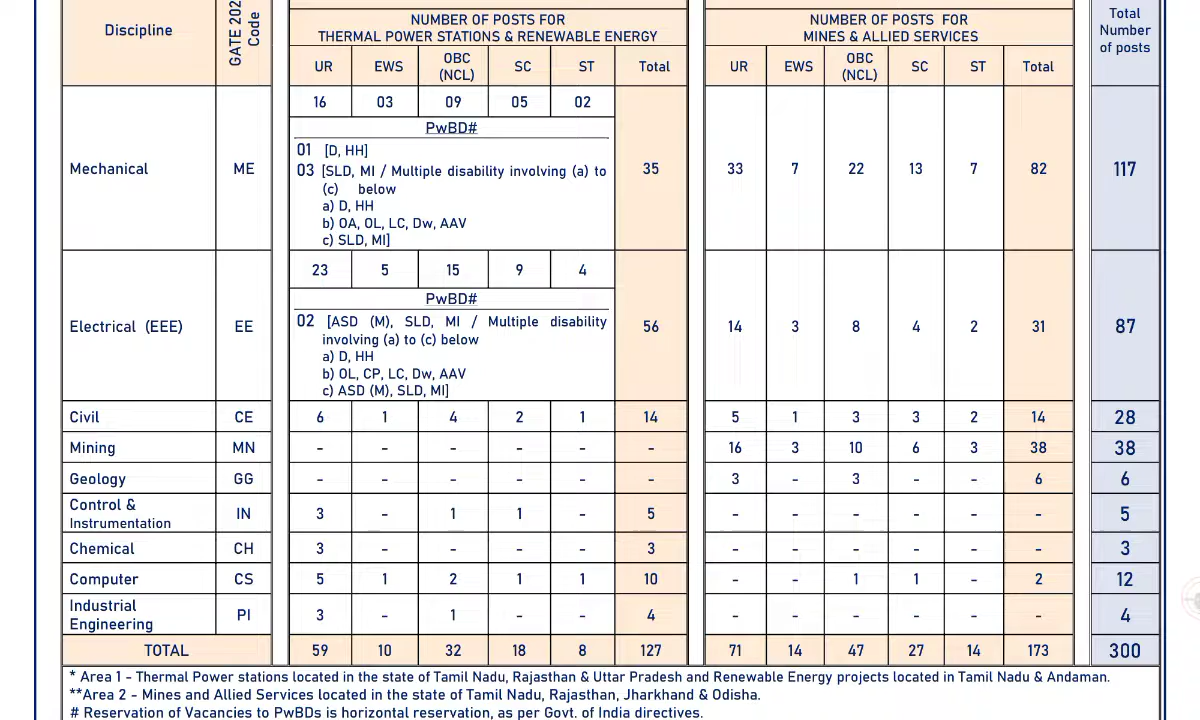 Discipline
GATE 202
Code
NUMBER OF POSTS FOR
THERMAL POWER STATIONS & RENEWABLE ENERGY
NUMBER OF POSTS FOR
MINES & ALLIED SERVICES
Total
Number
of posts
UR EWS OBC (NCL) SC ST Total UR EWS OBC (NCL) SC ST Total
16 03 09 05 02
PwBD#
01 [D, HH]
03 [SLD, MI / Multiple disability involving (a) to
(c) below
a) D, HH
b) OA, OL, LC, Dw, AAV
c) SLD, MI]
Mechanical ME 35 33 7 22 13 7 82 117
23 5 15 9 4
PwBD#
02 [ASD (M), SLD, MI / Multiple disability
involving (a) to (c) below
a) D, HH
b) OL, CP, LC, Dw, AAV
c) ASD (M), SLD, MI]
Electrical (EEE) EE 56 14 3 8 4 2 31 87
Civil CE 6 1 4 2 1 14 5 1 3 3 2 14 28
Mining MN - - - - - - 16 3 10 6 3 38 38
Geology GG - - - - - - 3 - 3 - - 6 6
Control &
Instrumentation IN 3 - 1 1 - 5 - - - - - - 5
Chemical CH 3 - - - - 3 - - - - - - 3
Computer CS 5 1 2 1 1 10 - - 1 1 - 2 12
Industrial
Engineering PI 3 - 1 - - 4 - - - - - - 4
TOTAL 59 10 32 18 8 127 71 14 47 27 14 173 300
* Area 1 - Thermal Power stations located in the state of Tamil Nadu, Rajasthan & Uttar Pradesh and Renewable Energy projects located in Tamil Nadu & Andaman.
**Area 2 - Mines and Allied Services located in the state of Tamil Nadu, Rajasthan, Jharkhand & Odisha.
# Reservation of Vacancies to PwBDs is horizontal reservation, as per Govt. of India directives.